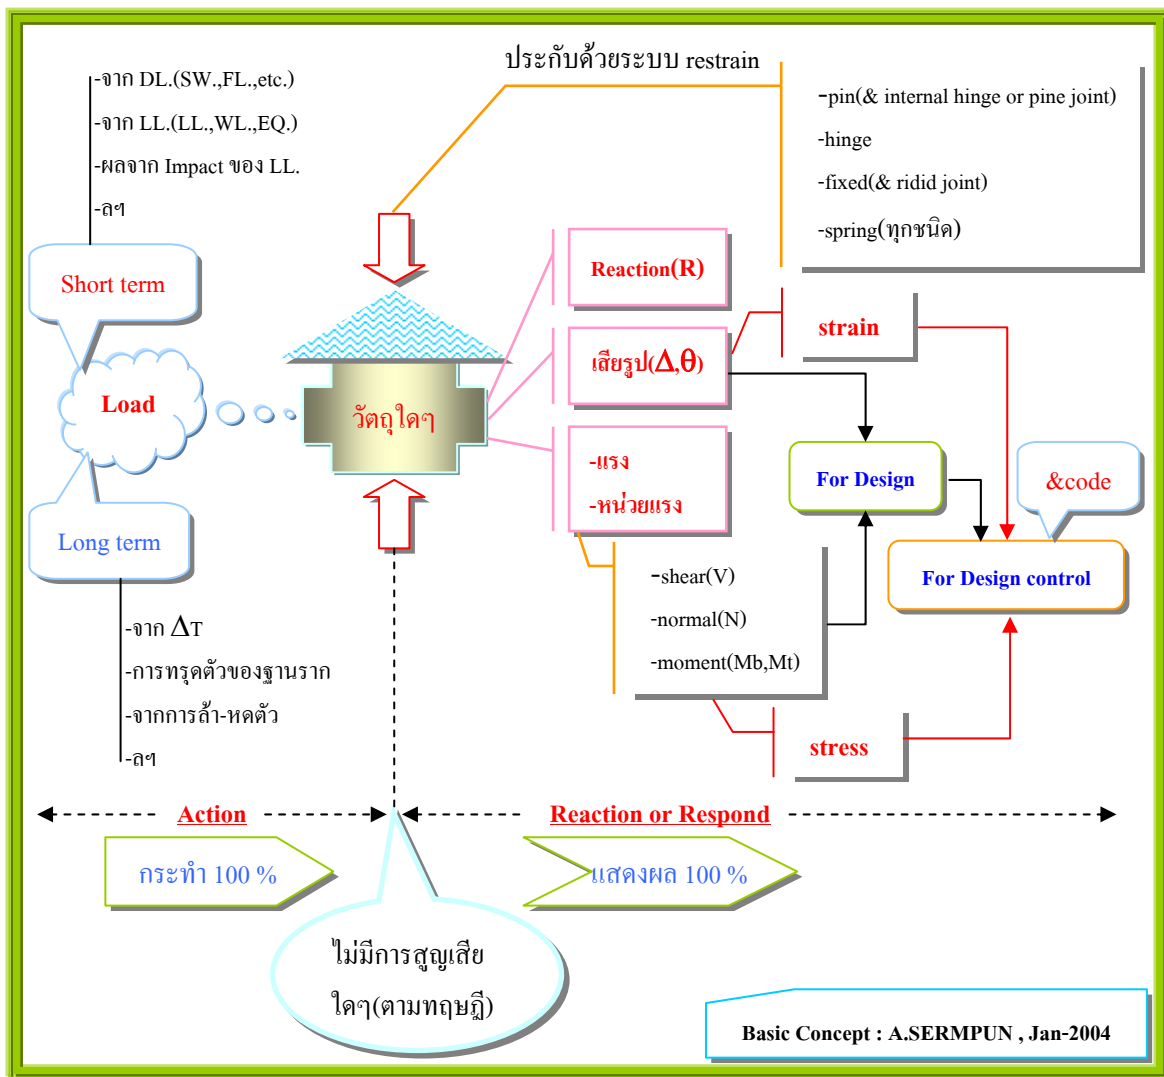 ประกับด้วยระบบ restrain
-จาก DL.(SW.,FL.,etc.)
-จาก LL.(LL.,WL.,EQ.)
-ผลจาก Impact ของ LL.
-ลฯ
-pin(& internal hinge or pine joint)
-hinge
-fixed(& ridid joint)
-spring(ทุกชนิด)
Short term
Load
Long term
-จาก ΔT
-การทรุดตัวของฐานราก
-จากการล้า-หดตัว
-ลฯ
วัตถุใดๆ
Reaction(R)
เสียรูป(Δ,θ)
-แรง
-หน่วยแรง
strain
For Design
&code
For Design control
-shear(V)
-normal(N)
-moment(Mb,Mt)
stress
Action
Reaction or Respond
กระทำ 100 %
แสดงผล 100 %
ไม่มีการสูญเสีย
ใดๆ(ตามทฤษฎี)
Basic Concept : A.SERMPUN , Jan-2004